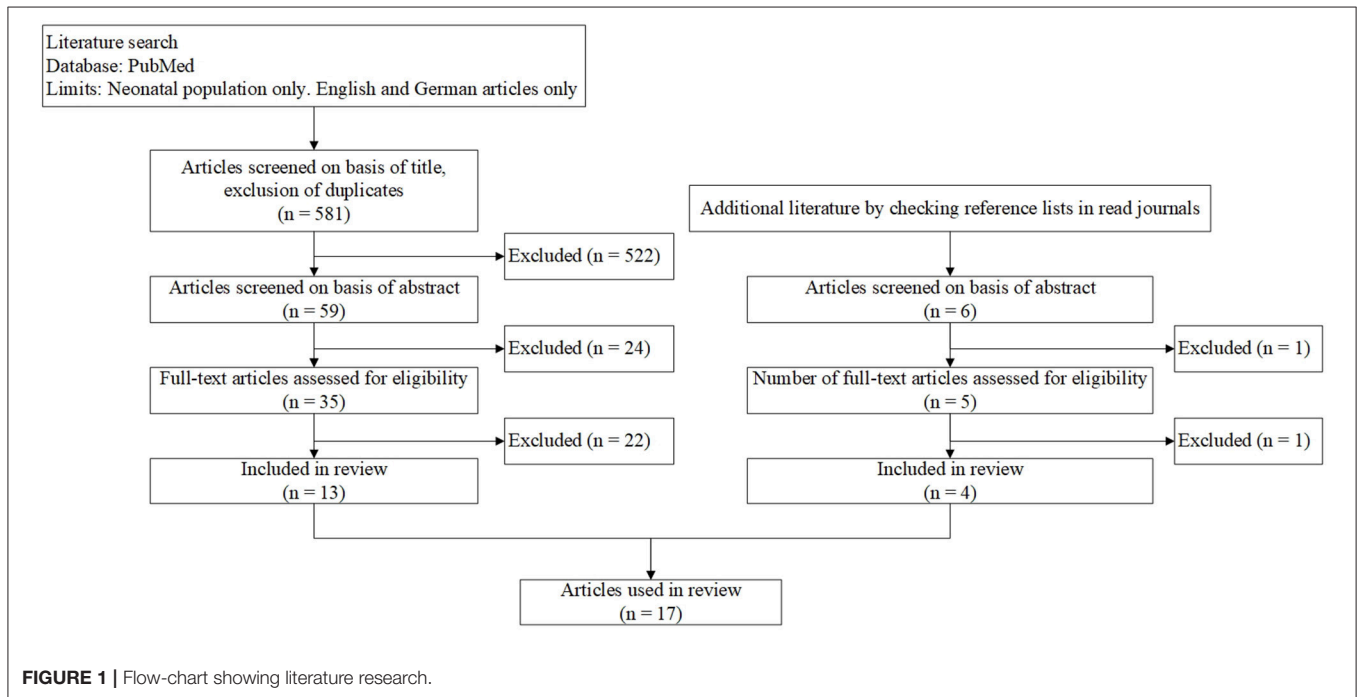 Literature search
Database: PubMed
Limits: Neonatal population only. English and German articles only
Articles screened on basis of title,
exclusion of duplicates
(n = 581)
Excluded (n = 522)
Articles screened on basis of abstract
(n = 59)
Excluded (n = 24)
Full-text articles assessed for eligibility
(n = 35)
Excluded (n = 22)
Included in review
(n = 13)
Additional literature by checking reference lists in read journals
Articles screened on basis of abstract
(n = 6)
Excluded (n = 1)
Number of full-text articles assessed for eligibility
(n = 5)
Excluded (n = 1)
Included in review
(n = 4)
Articles used in review
(n = 17)
FIGURE 1 | Flow-chart showing literature research.